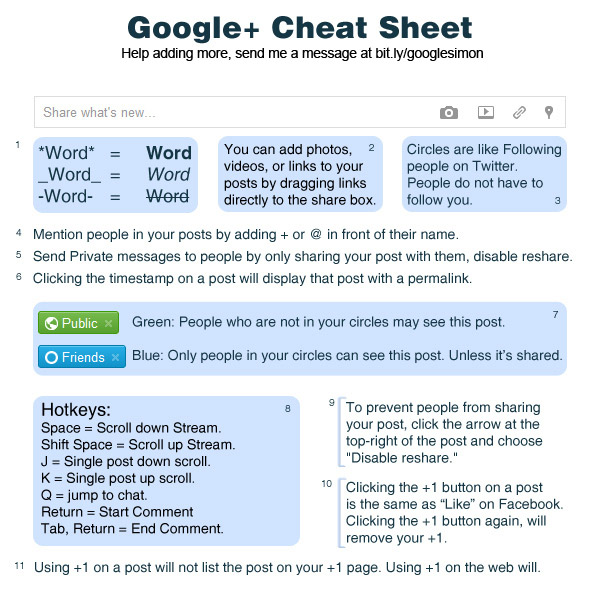 Google+ Cheat Sheet
Help adding more, send me a message at bit.ly/googlesimon
Share what's new...
1
*Word* = Word
_Word_ = Word
-Word- = Word
You can add photos, 2
videos, or links to your
posts by dragging links
directly to the share box.
Circles are like Following
people on Twitter.
People do not have to
follow you. 3
4 Mention people in your posts by adding + or @ in front of their name.
5 Send Private messages to people by only sharing your post with them, disable reshare.
6 Clicking the timestamp on a post will display that post with a permalink.
7
Public × Green: People who are not in your circles may see this post.
Friends × Blue: Only people in your circles can see this post. Unless it's shared.
Hotkeys: 8
Space = Scroll down Stream.
Shift Space = Scroll up Stream.
J = Single post down scroll.
K = Single post up scroll.
Q = jump to chat.
Return = Start Comment
Tab, Return = End Comment.
9 To prevent people from sharing
your post, click the arrow at the
top-right of the post and choose
"Disable reshare."
10 Clicking the +1 button on a post
is the same as “Like” on Facebook.
Clicking the +1 button again, will
remove your +1.
11 Using +1 on a post will not list the post on your +1 page. Using +1 on the web will.